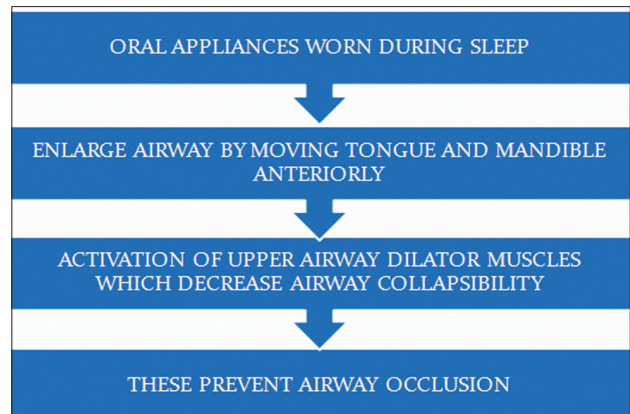 ORAL APPLIANCES WORN DURING SLEEP
ENLARGE AIRWAY BY MOVING TONGUE AND MANDIBLE
ANTERIORLY
ACTIVATION OF UPPER AIRWAY DILATOR MUSCLES
WHICH DECREASE AIRWAY COLLAPSIBILITY
THESE PREVENT AIRWAY OCCLUSION